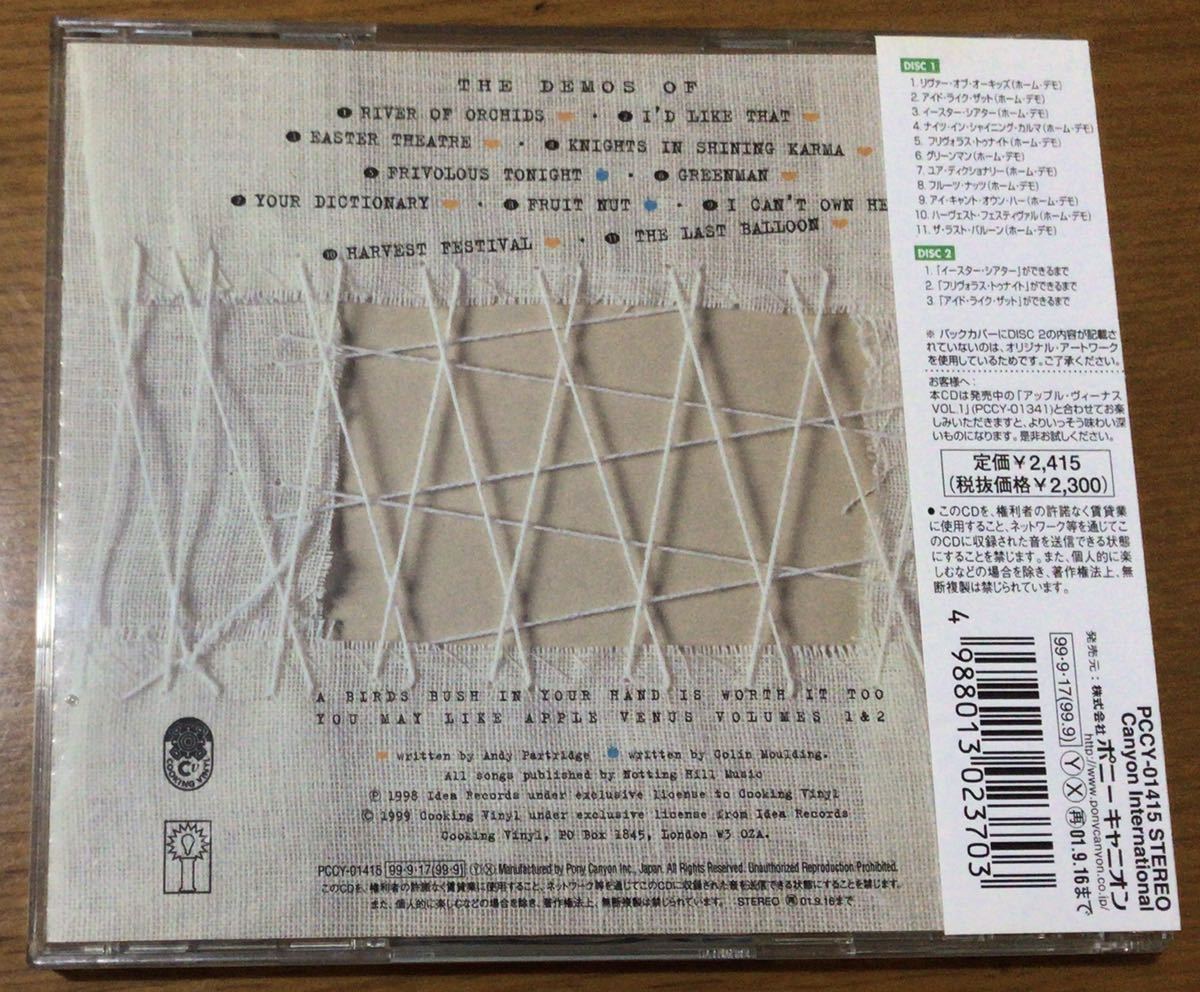 THE DEMOS OF
1 RIVER OF ORCHIDS · 2 I'D LIKE THAT
3 EASTER THEATRE · 4 KNIGHTS IN SHINING KARMA
5 FRIVOLOUS TONIGHT · 6 GREENMAN
7 YOUR DICTIONARY · 8 FRUIT NUT · 9 I CAN'T OWN HE
10 HARVEST FESTIVAL · 11 THE LAST BALLOON
A BIRDS BUSH IN YOUR HAND IS WORTH IT TOO
YOU MAY LIKE APPLE VENUS VOLUMES 1&2
written by Andy Partridge written by Colin Moulding.
All songs published by Notting Hill Music
Ⓟ 1998 Idea Records under exclusive license to Cooking Vinyl
© 1999 Cooking Vinyl under exclusive license from Idea Records
Cooking Vinyl, PO Box 1845, London W3 0ZA.
COOKING VINYL
PCCY-01415 99・9・17(99・9) Ⓨ Ⓧ Manufactured by Pony Canyon Inc., Japan. All Rights Reserved. Unauthorized Reproduction Prohibited.
このCDを、権利者の許諾なく賃貸業に使用すること、ネットワーク等を通じてこのCDに収録された音を送信できる状態にすることを禁じます。
また、個人的に楽しむなどの場合を除き、著作権法上、無断複製は禁じられています。 STEREO 再 01.9.16まで
DISC 1
1. リヴァー・オブ・オーキッズ(ホーム・デモ)
2. アイド・ライク・ザット(ホーム・デモ)
3. イースター・シアター(ホーム・デモ)
4. ナイツ・イン・シャイニング・カルマ(ホーム・デモ)
5. フリヴォラス・トゥナイト(ホーム・デモ)
6. グリーンマン(ホーム・デモ)
7. ユア・ディクショナリー(ホーム・デモ)
8. フルーツ・ナッツ(ホーム・デモ)
9. アイ・キャント・オウン・ハー(ホーム・デモ)
10. ハーヴェスト・フェスティヴァル(ホーム・デモ)
11. ザ・ラスト・バルーン(ホーム・デモ)
DISC 2
1. 「イースター・シアター」ができるまで
2. 「フリヴォラス・トゥナイト」ができるまで
3. 「アイド・ライク・ザット」ができるまで
※ バックカバーにDISC 2の内容が記載さ
れていないのは、オリジナル・アートワーク
を使用しているためです。ご了承ください。
お客様へ:
本CDは発売中の「アップル・ヴィーナス
VOL.1」(PCCY-01341)と合わせてお楽
しみいただきますと、よりいっそう味わい深
いものになります。是非お試しください。
定価¥2,415
(税抜価格¥2,300)
●このCDを、権利者の許諾なく賃貸業
に使用すること、ネットワーク等を通じてこ
のCDに収録された音を送信できる状態
にすることを禁じます。また、個人的に楽
しむなどの場合を除き、著作権法上、無
断複製は禁じられています。
4 988013 023703
PCCY-01415 STEREO
Canyon International
発売元:株式会社 ポニーキャニオン
http://www.ponycanyon.co.jp/
99・9・17(99.9) Ⓨ Ⓧ 再 01.9.16まで